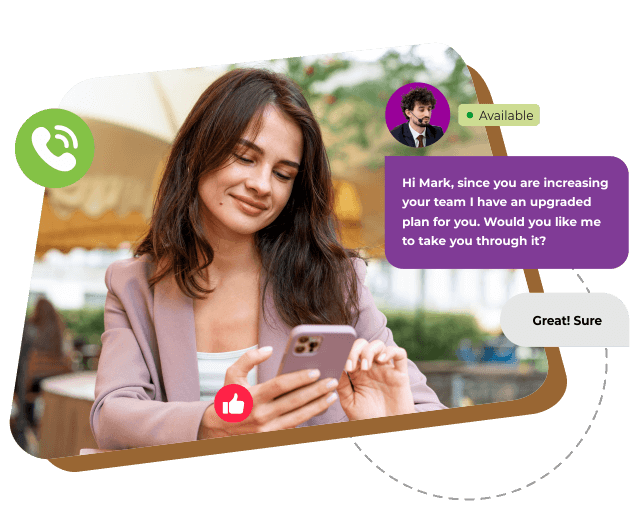 Available
Hi Mark, since you are increasing
your team I have an upgraded
plan for you. Would you like me
to take you through it?
Great! Sure